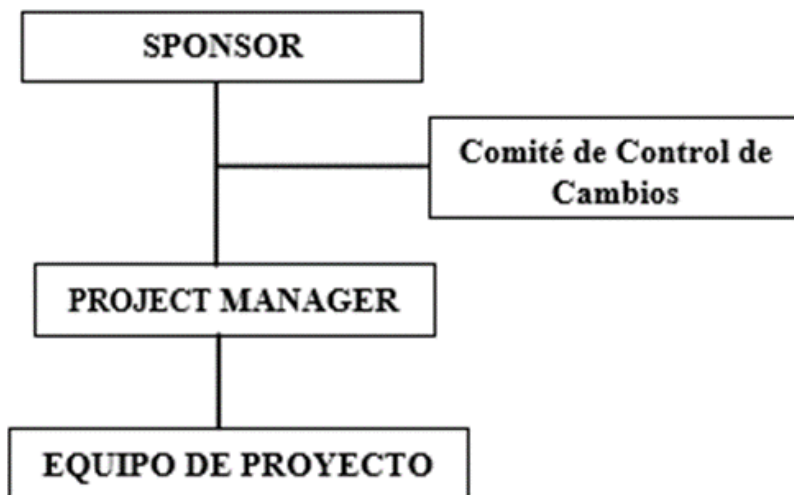 SPONSOR
Comité de Control de
Cambios
PROJECT MANAGER
EQUIPO DE PROYECTO